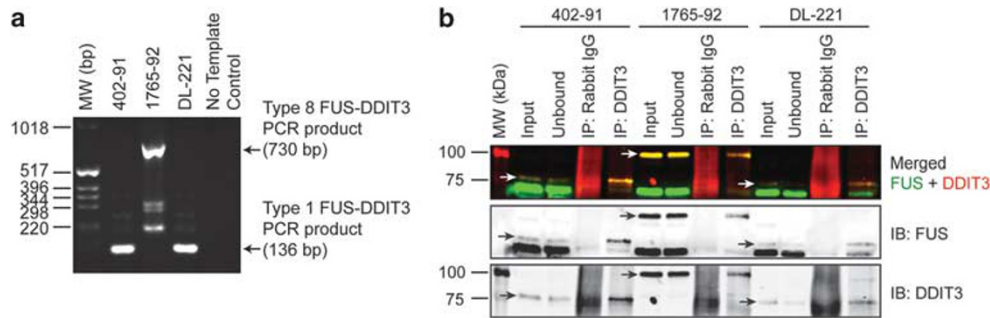 a
MW (bp)
402-91
1765-92
DL-221
No Template
Control
1018
517
396
344
298
220
Type 8 FUS-DDIT3
PCR product
(730 bp)
Type 1 FUS-DDIT3
PCR product
(136 bp)
b
402-91
1765-92
DL-221
MW (kDa)
Input
Unbound
IP: Rabbit IgG
IP: DDIT3
Input
Unbound
IP: Rabbit IgG
IP: DDIT3
Input
Unbound
IP: Rabbit IgG
IP: DDIT3
100
75
Merged
FUS + DDIT3
IB: FUS
100
75
IB: DDIT3